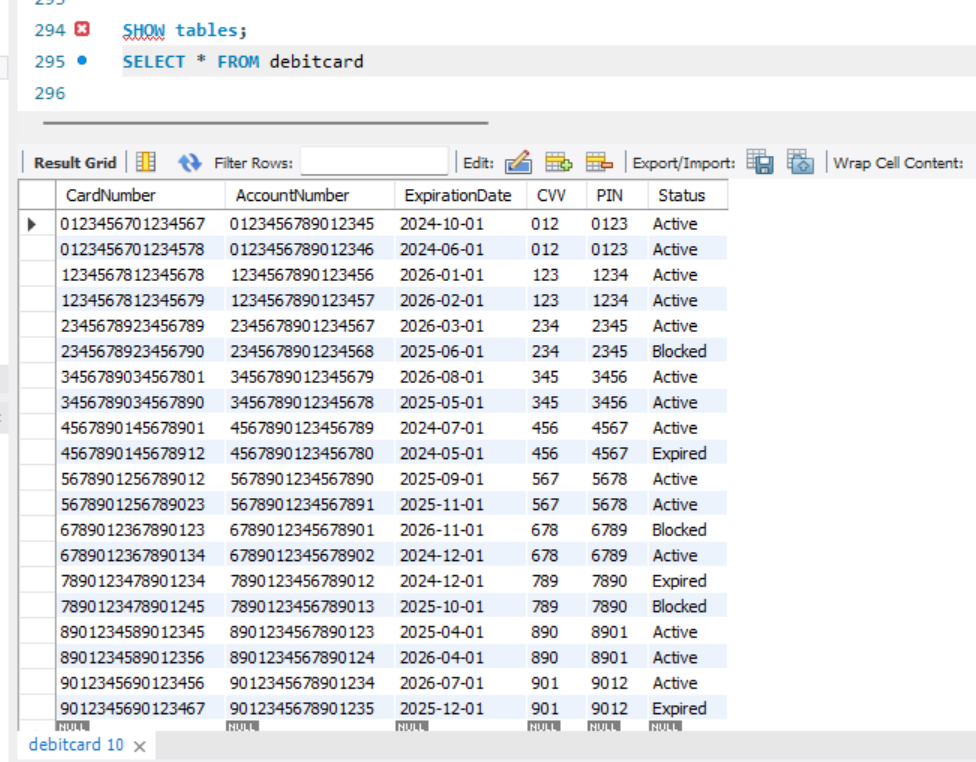 293
294 SHOW tables;
295 SELECT * FROM debitcard
296
Result Grid Filter Rows: Edit: Export/Import: Wrap Cell Content:
CardNumber AccountNumber ExpirationDate CVV PIN Status
0123456701234567 0123456789012345 2024-10-01 012 0123 Active
0123456701234578 0123456789012346 2024-06-01 012 0123 Active
1234567812345678 1234567890123456 2026-01-01 123 1234 Active
1234567812345679 1234567890123457 2026-02-01 123 1234 Active
2345678923456789 2345678901234567 2026-03-01 234 2345 Active
2345678923456790 2345678901234568 2025-06-01 234 2345 Blocked
3456789034567801 3456789012345679 2026-08-01 345 3456 Active
3456789034567890 3456789012345678 2025-05-01 345 3456 Active
4567890145678901 4567890123456789 2024-07-01 456 4567 Active
4567890145678912 4567890123456780 2024-05-01 456 4567 Expired
5678901256789012 5678901234567890 2025-09-01 567 5678 Active
5678901256789023 5678901234567891 2025-11-01 567 5678 Active
6789012367890123 6789012345678901 2026-11-01 678 6789 Blocked
6789012367890134 6789012345678902 2024-12-01 678 6789 Active
7890123478901234 7890123456789012 2024-12-01 789 7890 Expired
7890123478901245 7890123456789013 2025-10-01 789 7890 Blocked
8901234589012345 8901234567890123 2025-04-01 890 8901 Active
8901234589012356 8901234567890124 2026-04-01 890 8901 Active
9012345690123456 9012345678901234 2026-07-01 901 9012 Active
9012345690123467 9012345678901235 2025-12-01 901 9012 Expired
NULL NULL NULL NULL NULL NULL
debitcard 10